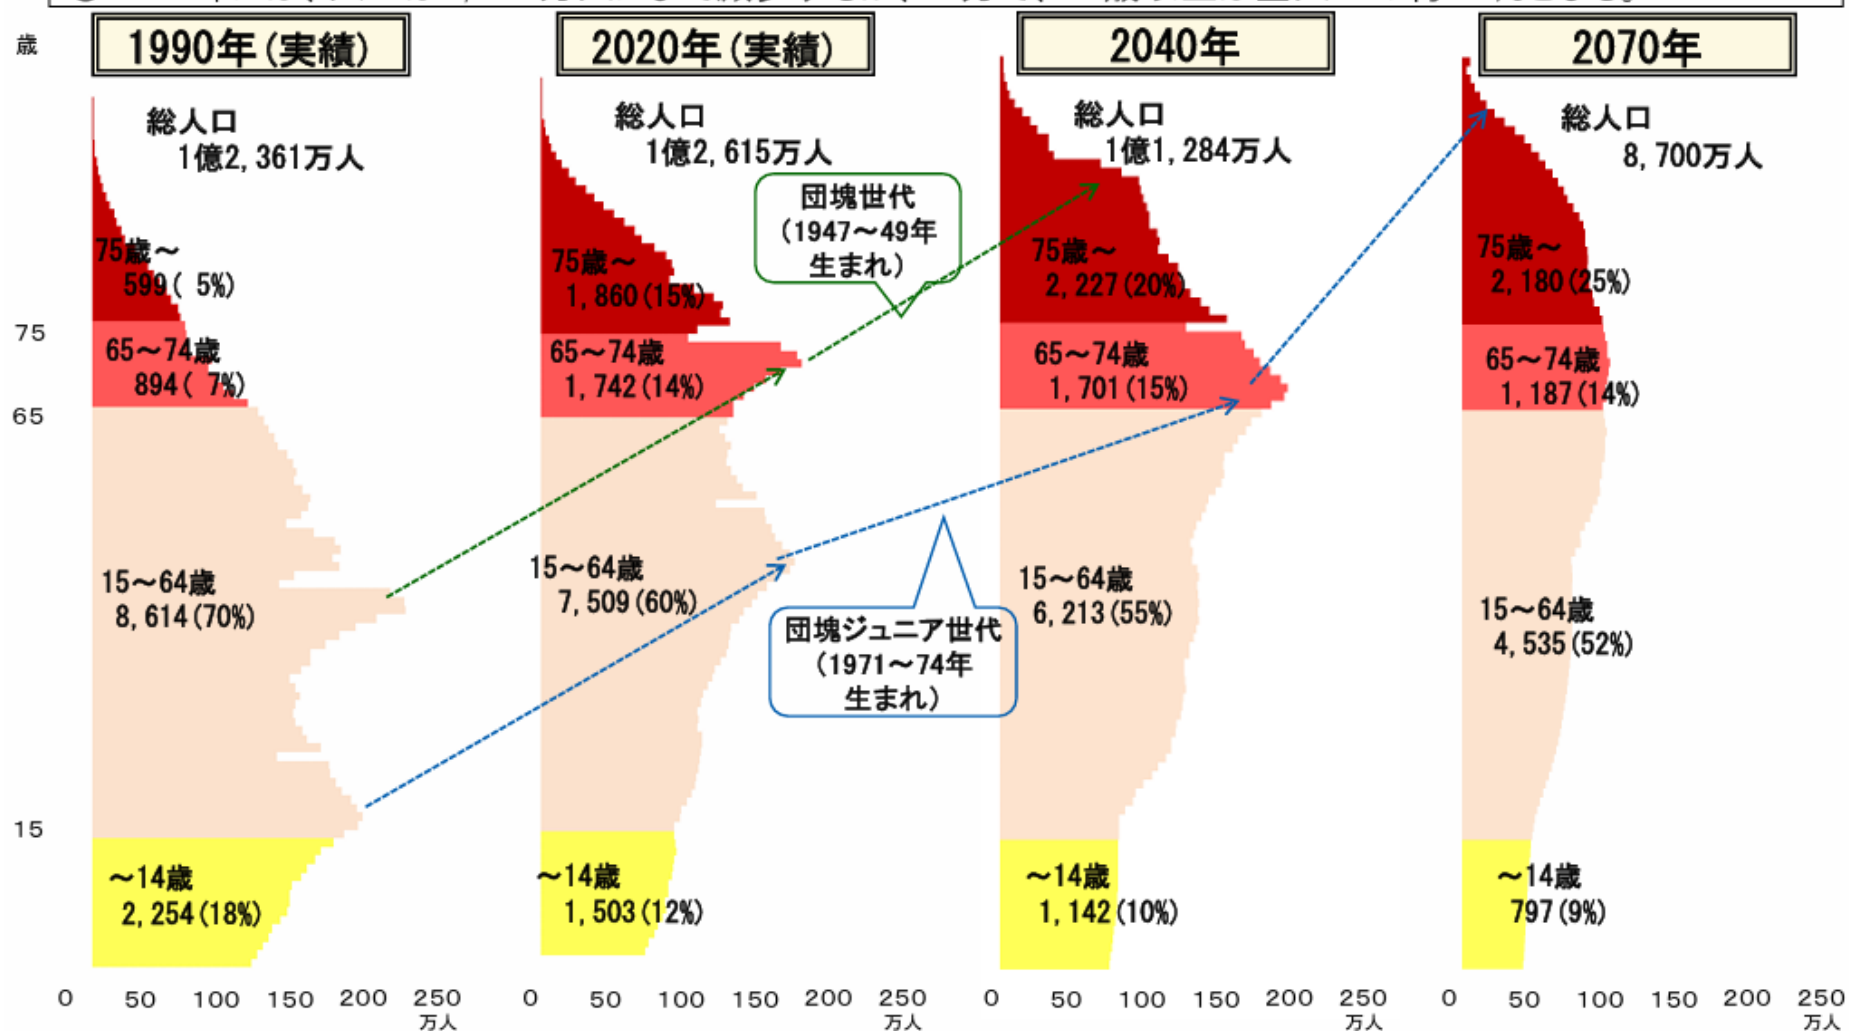 歳
1990年(実績)
総人口
1億2,361万人
75歳～
599( 5%)
65～74歳
894( 7%)
15～64歳
8,614(70%)
～14歳
2,254(18%)
75
65
15
0 50 100 150 200 250
万人
2020年(実績)
総人口
1億2,615万人
75歳～
1,860(15%)
65～74歳
1,742(14%)
15～64歳
7,509(60%)
～14歳
1,503(12%)
0 50 100 150 200 250
万人
団塊世代
(1947～49年
生まれ)
団塊ジュニア世代
(1971～74年
生まれ)
2040年
総人口
1億1,284万人
75歳～
2,227(20%)
65～74歳
1,701(15%)
15～64歳
6,213(55%)
～14歳
1,142(10%)
0 50 100 150 200 250
万人
2070年
総人口
8,700万人
75歳～
2,180(25%)
65～74歳
1,187(14%)
15～64歳
4,535(52%)
～14歳
797(9%)
0 50 100 150 200 250
万人